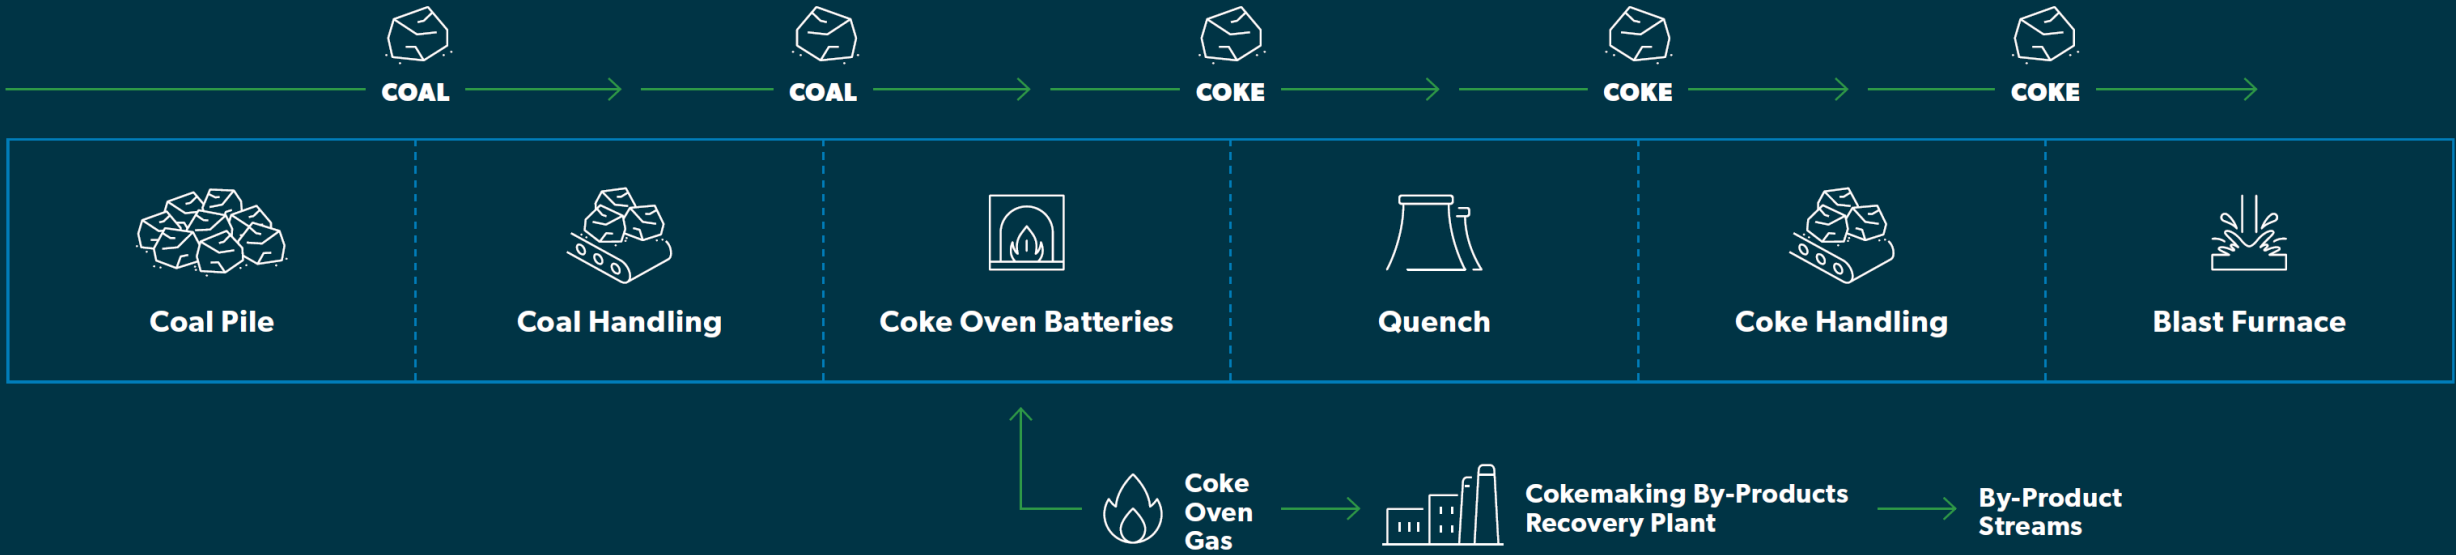 COAL
COAL
COKE
COKE
COKE
Coal Pile
Coal Handling
Coke Oven Batteries
Quench
Coke Handling
Blast Furnace
Coke
Oven
Gas
Cokemaking By-Products
Recovery Plant
By-Product
Streams